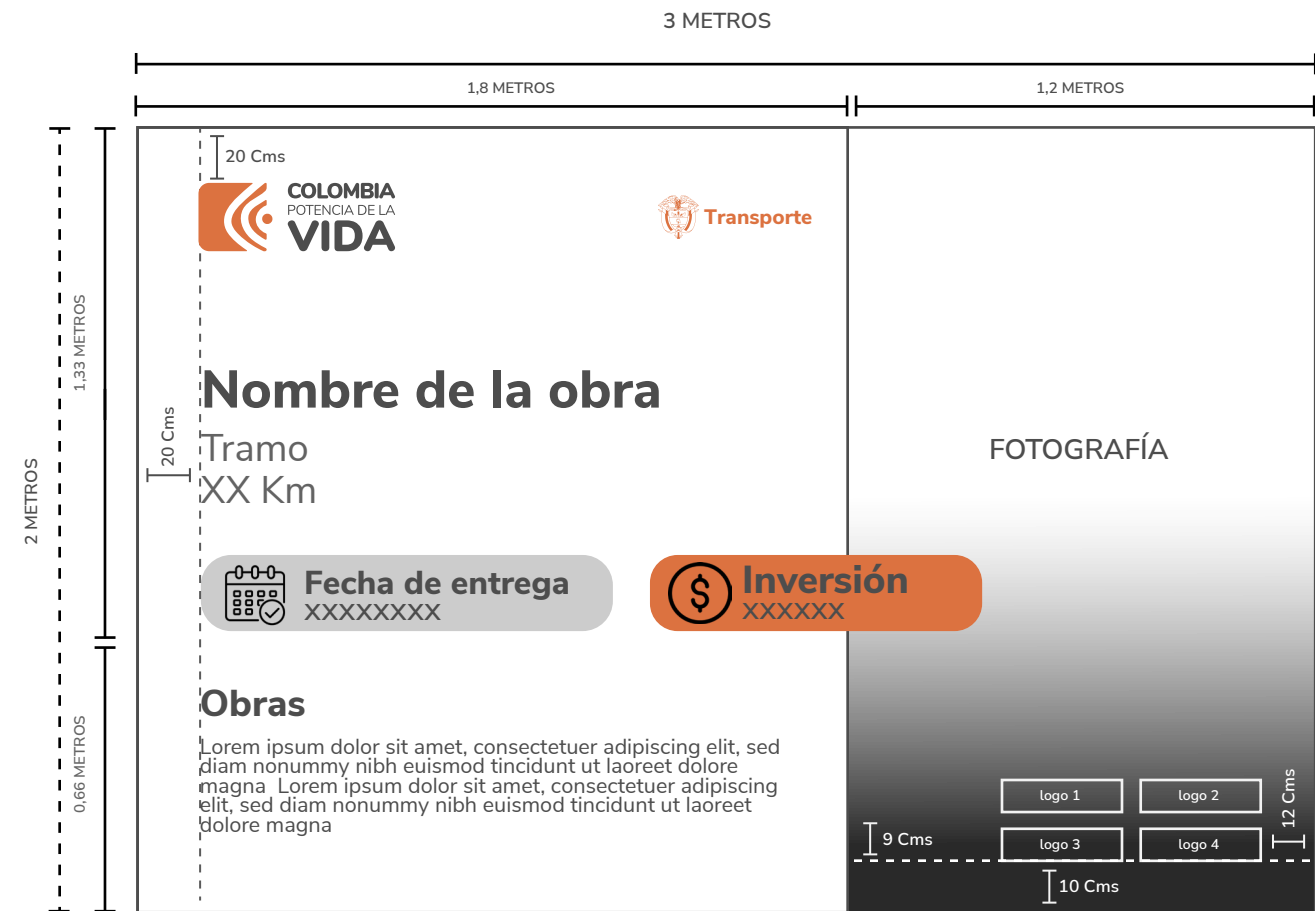 3 METROS
1,8 METROS
1,2 METROS
20 Cms
COLOMBIA
POTENCIA DE LA
VIDA
Transporte
1,33 METROS
2 METROS
20 Cms
Nombre de la obra
Tramo
XX Km
FOTOGRAFÍA
Fecha de entrega
XXXXXXXX
$
Inversión
XXXXXX
0,66 METROS
Obras
Lorem ipsum dolor sit amet, consectetuer adipiscing elit, sed
diam nonummy nibh euismod tincidunt ut laoreet dolore
magna  Lorem ipsum dolor sit amet, consectetuer adipiscing
elit, sed diam nonummy nibh euismod tincidunt ut laoreet
dolore magna
logo 1
logo 2
logo 3
logo 4
12 Cms
9 Cms
10 Cms